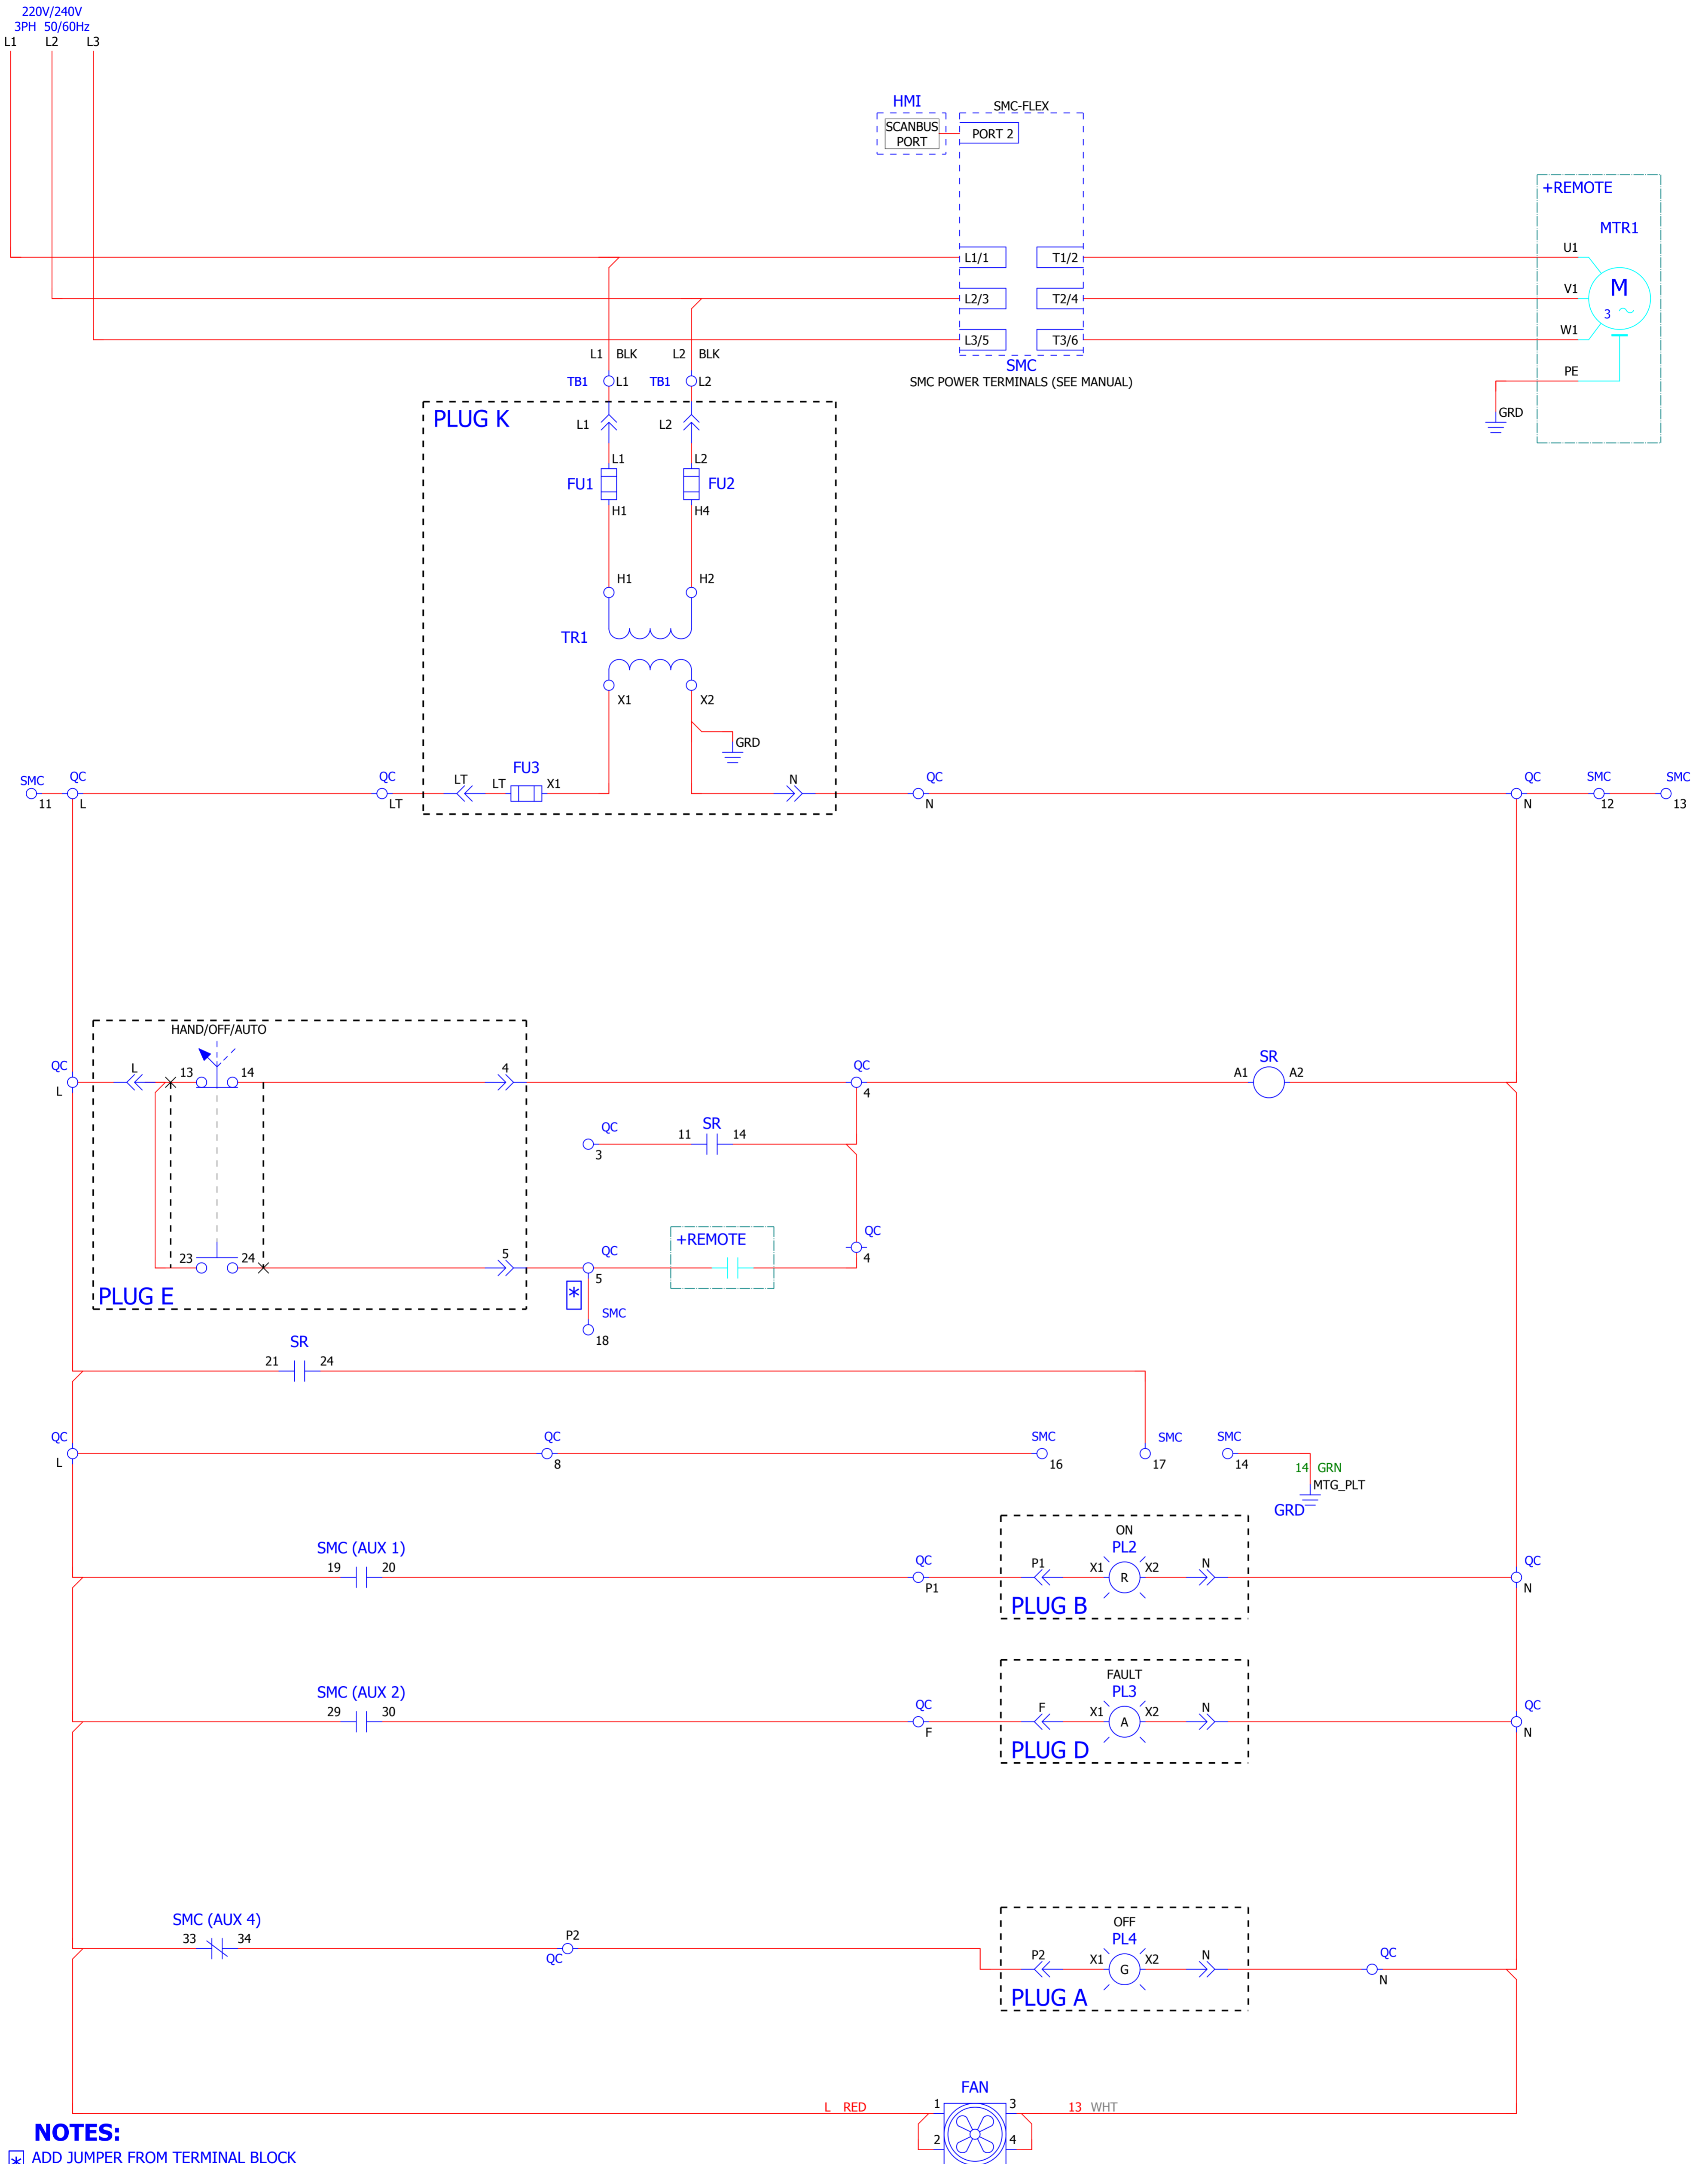 220V/240V
3PH 50/60Hz
L1 L2 L3
HMI
SCANBUS
PORT
SMC-FLEX
PORT 2
+REMOTE
MTR1
U1
V1
W1
PE
M
3
GRD
L1/1 T1/2
L2/3 T2/4
L3/5 T3/6
SMC
SMC POWER TERMINALS (SEE MANUAL)
L1 BLK L2 BLK
TB1 L1 TB1 L2
PLUG K
L1 L2
L1 L2
FU1 FU2
H1 H4
H1 H2
TR1
X1 X2
GRD
SMC QC QC LT LT FU3 X1 N QC QC SMC SMC
11 L LT N N 12 13
HAND/OFF/AUTO
QC L 13 14 4 QC A1 SR A2
L 4
QC 11 SR 14
3
+REMOTE
QC
4
23 24 5 QC
5
PLUG E
*
SMC
18
SR
21 24
QC QC SMC SMC SMC
L 8 16 17 14
14 GRN
MTG_PLT
GRD
ON
SMC (AUX 1) PL2
19 20 QC P1 X1 R X2 N QC
P1 N
PLUG B
FAULT
SMC (AUX 2) PL3
29 30 QC F X1 A X2 N QC
F N
PLUG D
OFF
SMC (AUX 4) PL4
33 34 P2 P2 X1 G X2 N QC
QC N
PLUG A
FAN
L RED 1 3 13 WHT
2 4
NOTES:
* ADD JUMPER FROM TERMINAL BLOCK